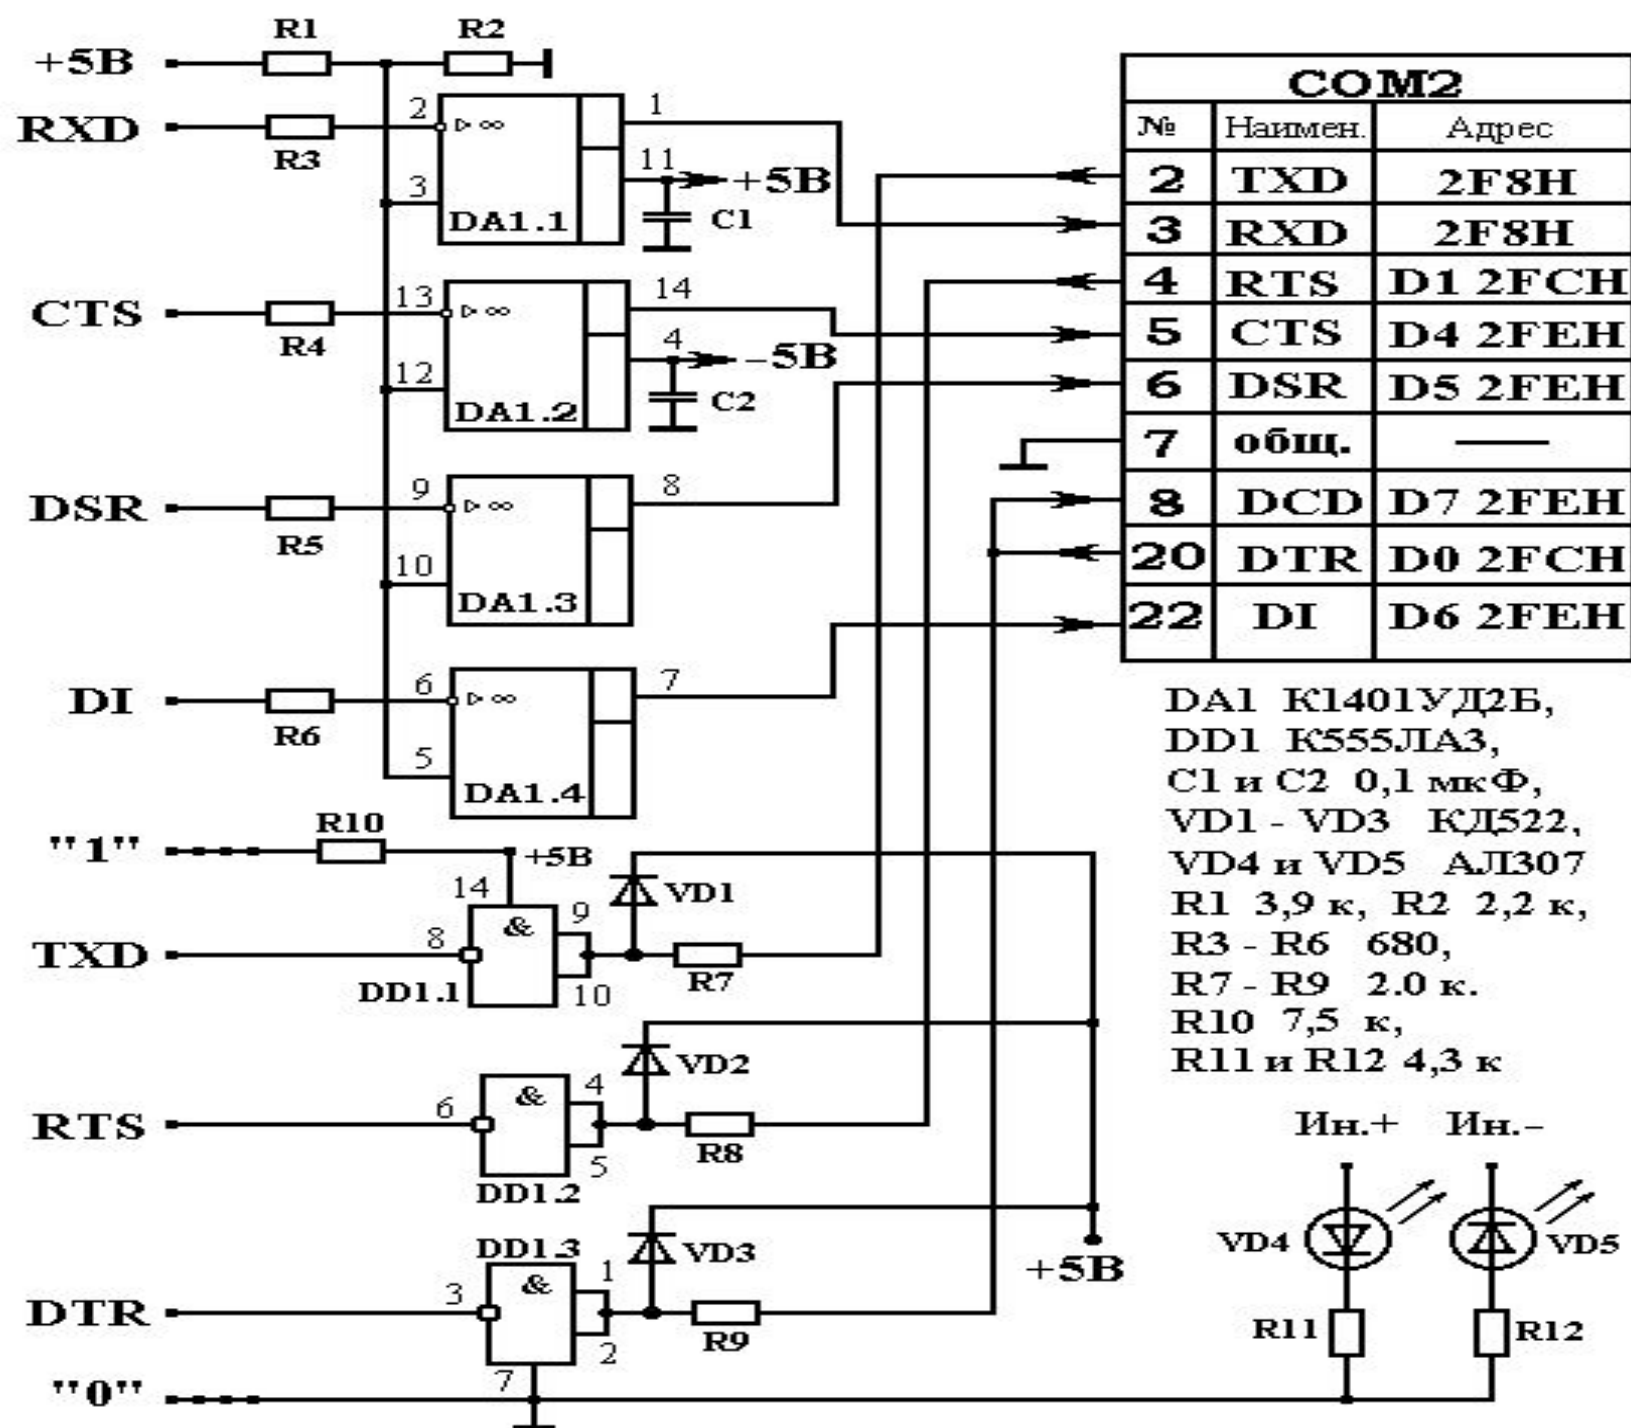 R1 R2
+5В
RXD
R3
2 ▷ ∞ 1
3 11 +5В
DA1.1 C1
CTS
R4
13 ▷ ∞ 14
12 4 -5В
DA1.2 C2
DSR
R5
9 ▷ ∞ 8
10
DA1.3
DI
R6
6 ▷ ∞ 7
5
DA1.4
"1" R10 +5В
14 & 9 VD1
TXD 8
DD1.1 10 R7
RTS 6 & 4 VD2
5 R8
DD1.2
DD1.3
DTR 3 & 1 VD3
2 R9
7
"0"
+5В
COM2
№ Наимен. Адрес
2 TXD 2F8H
3 RXD 2F8H
4 RTS D1 2FCH
5 CTS D4 2FEH
6 DSR D5 2FEH
7 общ. —
8 DCD D7 2FEH
20 DTR D0 2FCH
22 DI D6 2FEH
DA1 К1401УД2Б,
DD1 К555ЛА3,
С1 и С2 0,1 мкФ,
VD1 - VD3 КД522,
VD4 и VD5 АЛ307
R1 3,9 к, R2 2,2 к,
R3 - R6 680,
R7 - R9 2.0 к.
R10 7,5 к,
R11 и R12 4,3 к
Ин.+ Ин.-
VD4 VD5
R11 R12